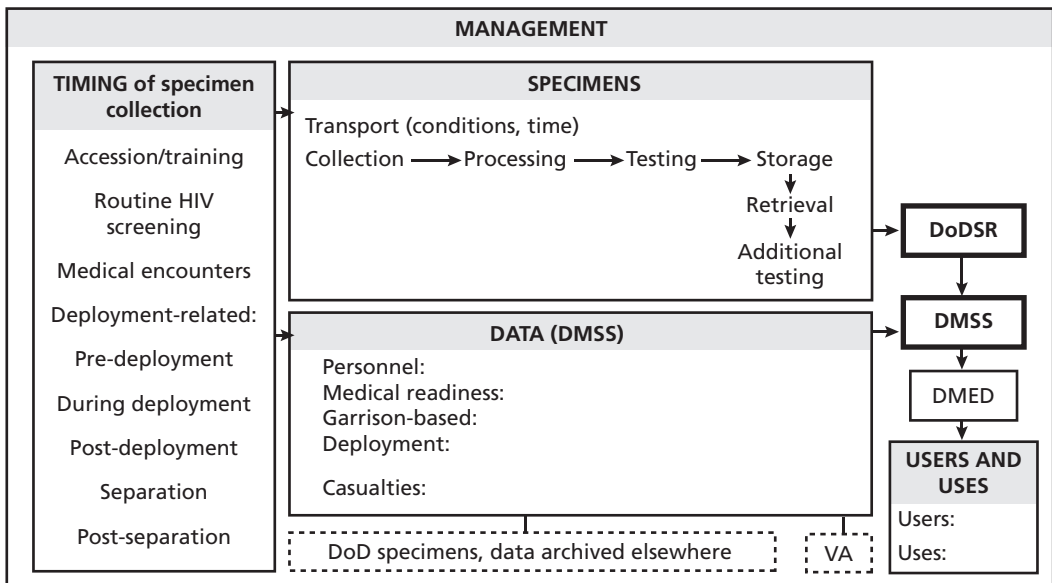 MANAGEMENT
TIMING of specimen
collection
Accession/training
Routine HIV
screening
Medical encounters
Deployment-related:
Pre-deployment
During deployment
Post-deployment
Separation
Post-separation
SPECIMENS
Transport (conditions, time)
Collection Processing Testing Storage
Retrieval
Additional
testing
DATA (DMSS)
Personnel:
Medical readiness:
Garrison-based:
Deployment:
Casualties:
DoD specimens, data archived elsewhere
VA
DoDSR
DMSS
DMED
USERS AND
USES
Users:
Uses: